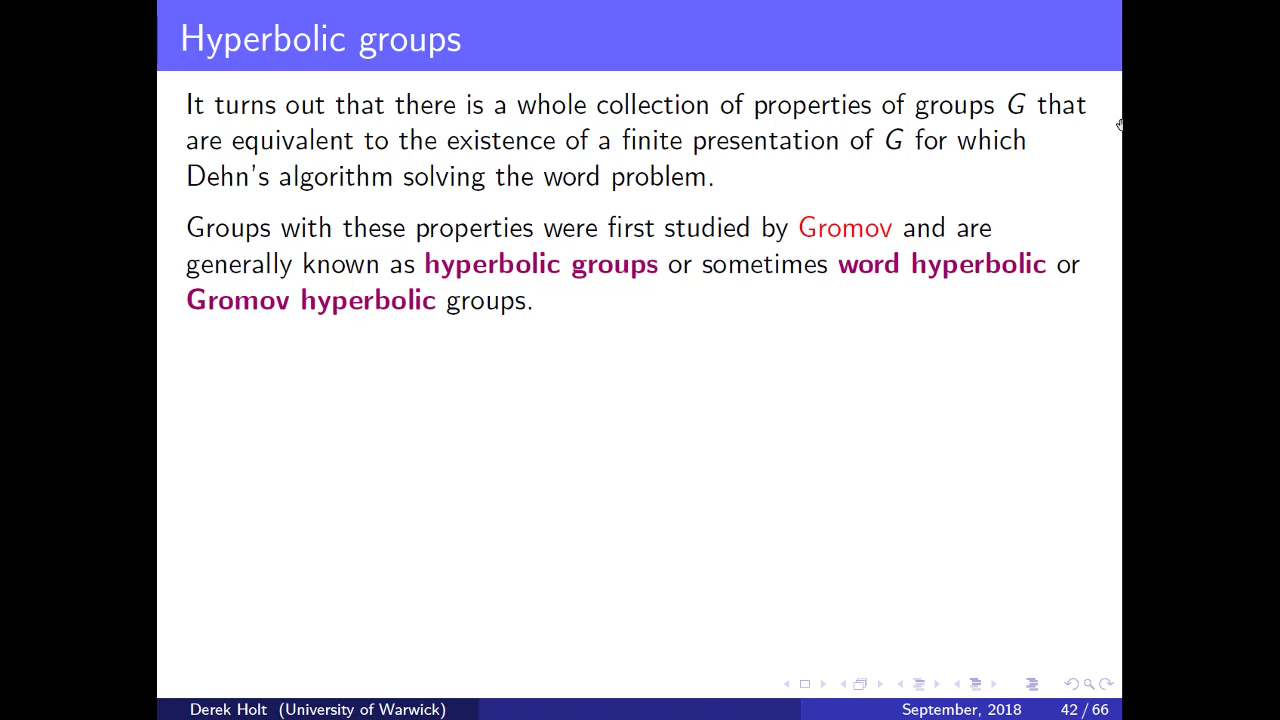 Hyperbolic groups
It turns out that there is a whole collection of properties of groups G that
are equivalent to the existence of a finite presentation of G for which
Dehn's algorithm solving the word problem.
Groups with these properties were first studied by Gromov and are
generally known as hyperbolic groups or sometimes word hyperbolic or
Gromov hyperbolic groups.
Derek Holt (University of Warwick) September, 2018 42 / 66